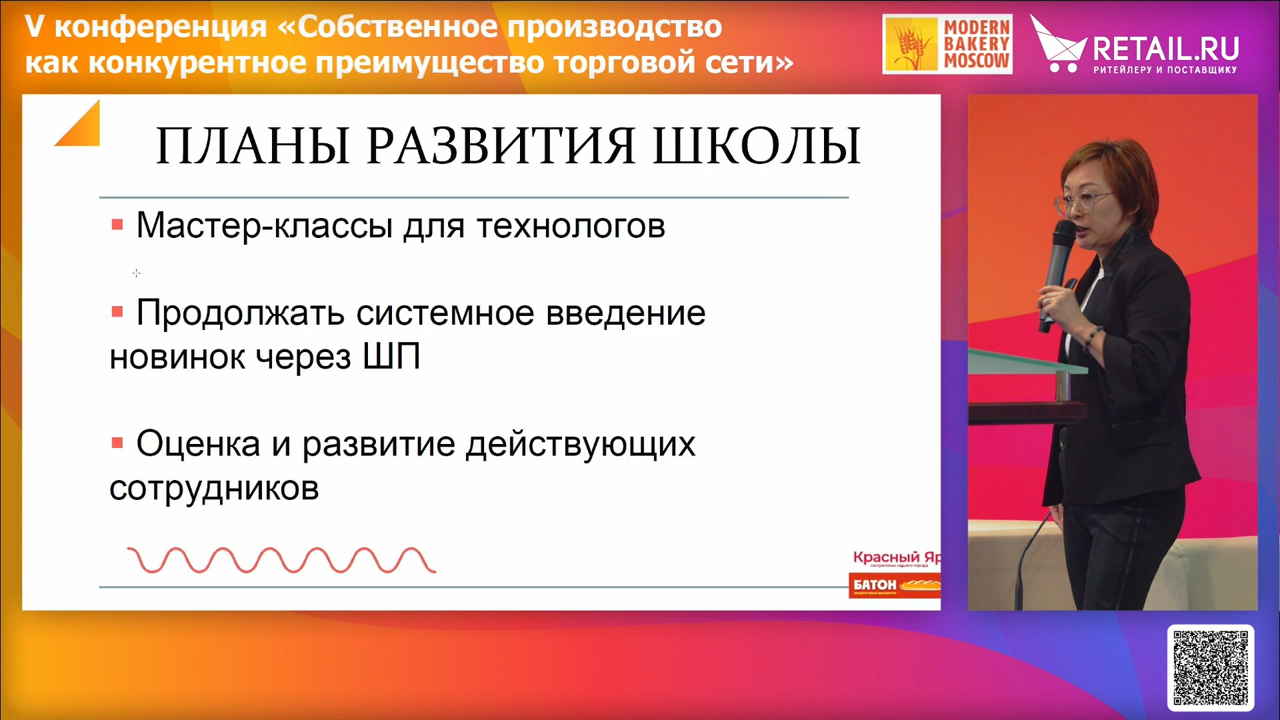 V конференция «Собственное производство
как конкурентное преимущество торговой сети»
MODERN
BAKERY
MOSCOW
RETAIL.RU
РИТЕЙЛЕРУ И ПОСТАВЩИКУ
ПЛАНЫ РАЗВИТИЯ ШКОЛЫ
Мастер-классы для технологов
Продолжать системное введение
новинок через ШП
Оценка и развитие действующих
сотрудников
Красный Яр
БАТОН